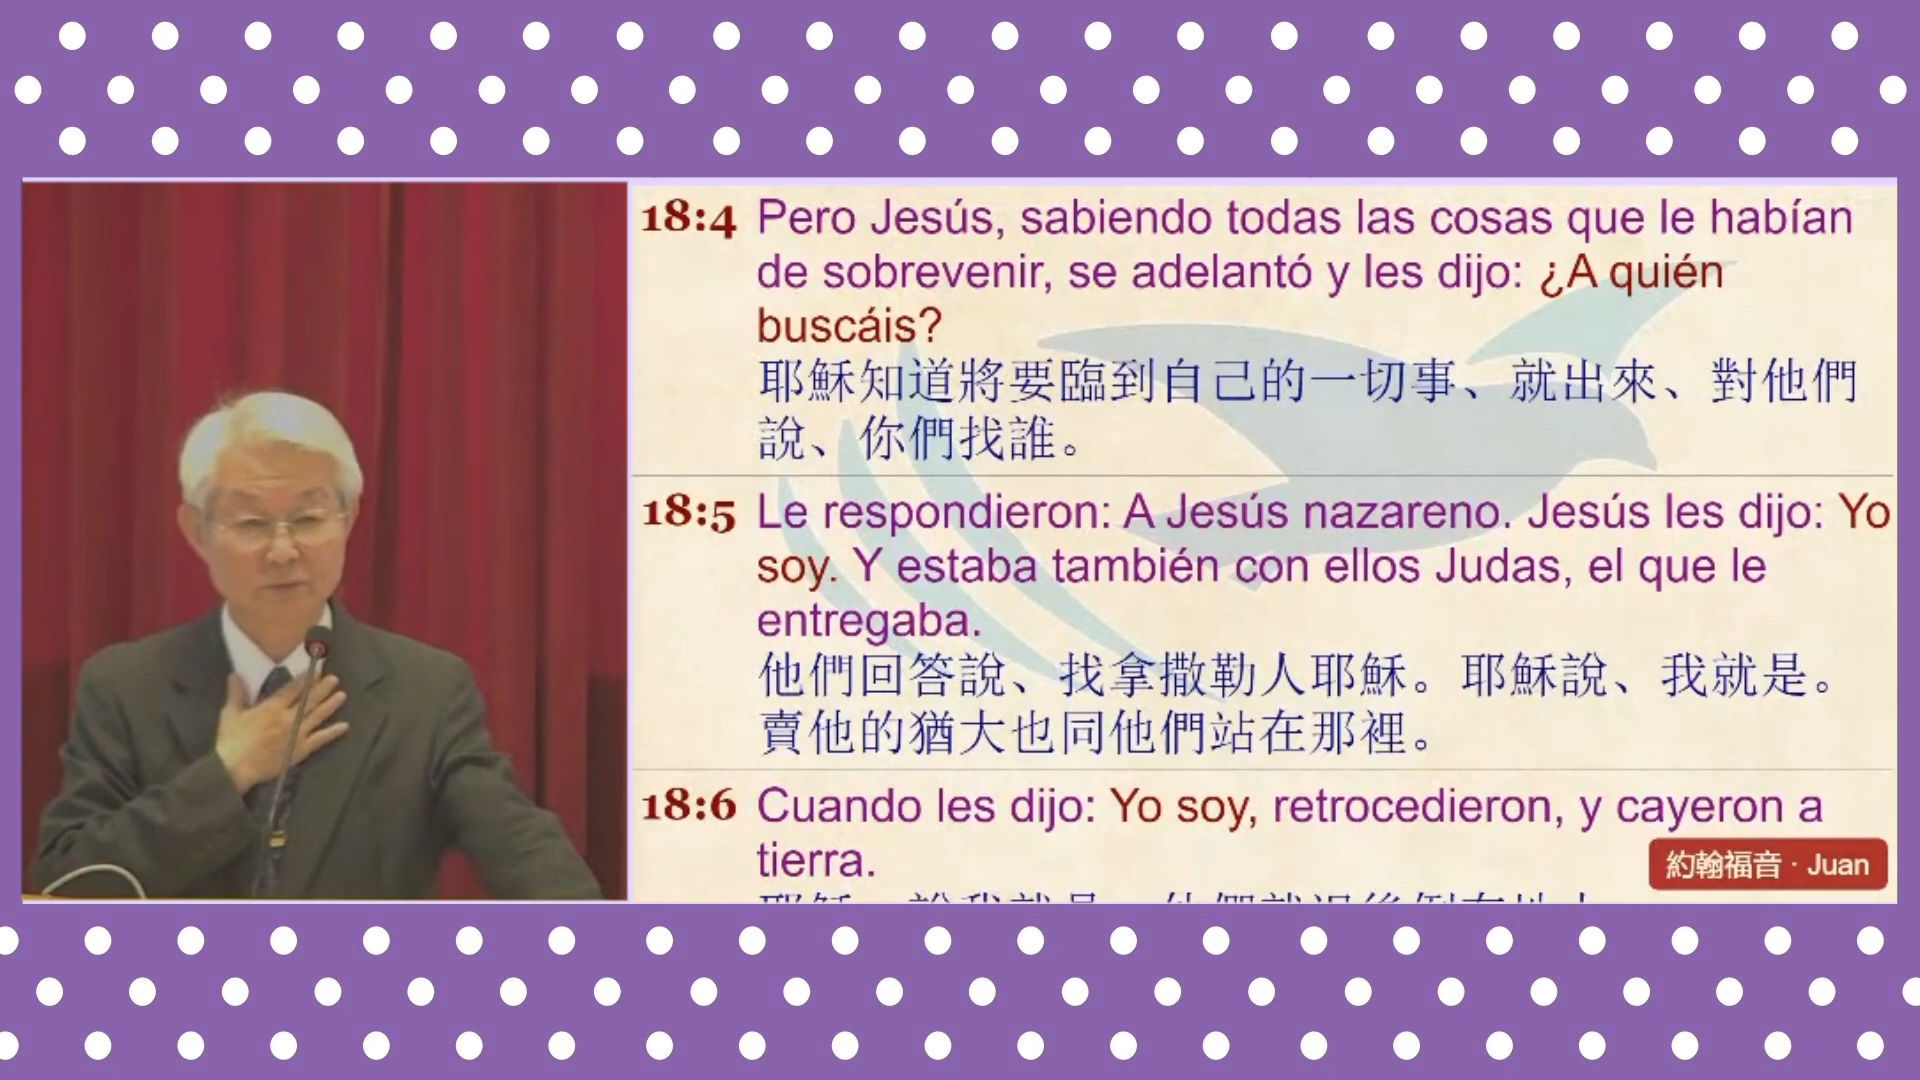 18:4 Pero Jesús, sabiendo todas las cosas que le habían
de sobrevenir, se adelantó y les dijo: ¿A quién
buscáis?
耶穌知道將要臨到自己的一切事、就出來、對他們
說、你們找誰。
18:5 Le respondieron: A Jesús nazareno. Jesús les dijo: Yo
soy. Y estaba también con ellos Judas, el que le
entregaba.
他們回答說、找拿撒勒人耶穌。耶穌說、我就是。
賣他的猶大也同他們站在那裡。
18:6 Cuando les dijo: Yo soy, retrocedieron, y cayeron a
tierra.
約翰福音 · Juan